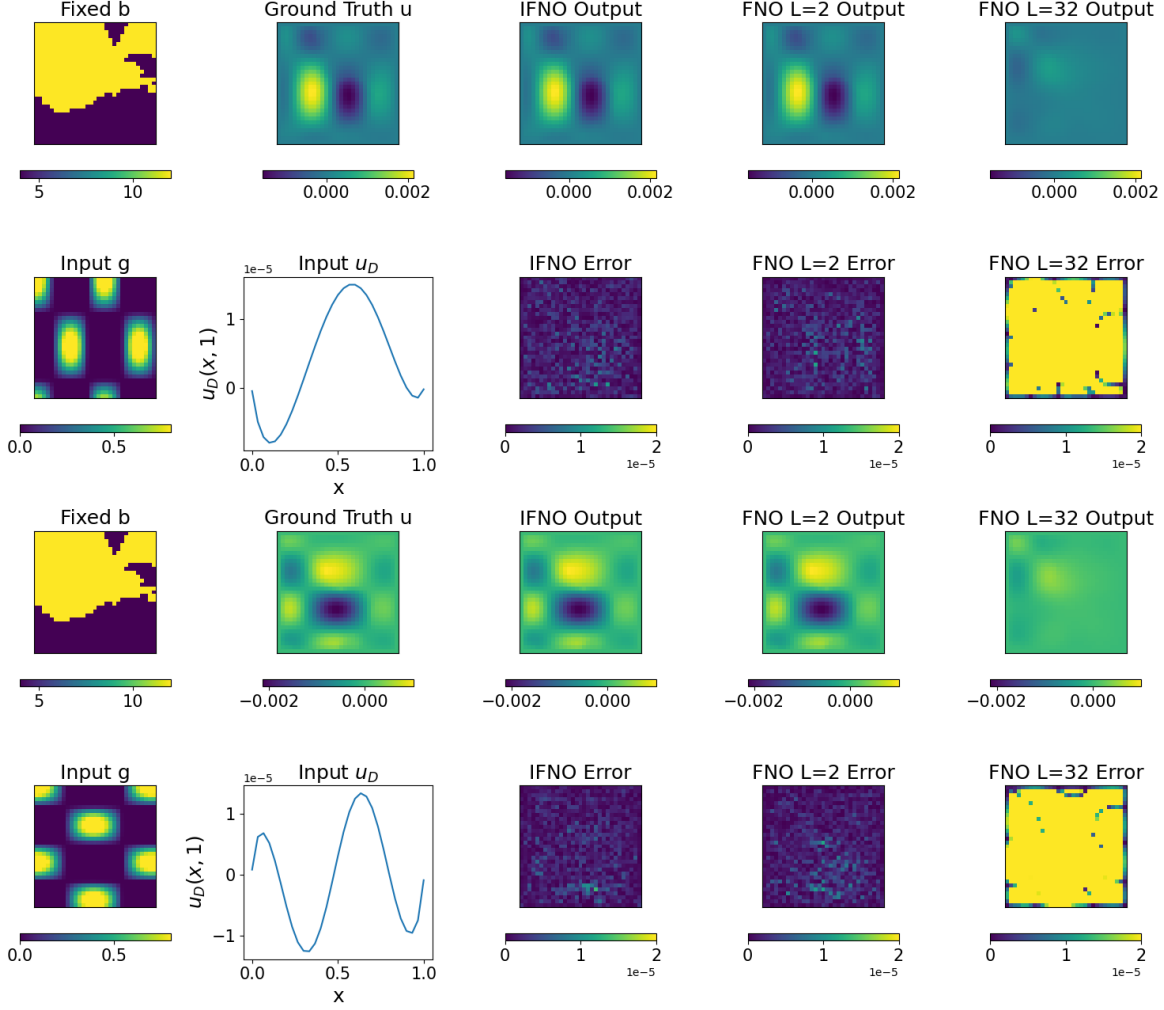 Fixed b
Ground Truth u
IFNO Output
FNO L=2 Output
FNO L=32 Output
5 10
0.000 0.002
0.000 0.002
0.000 0.002
0.000 0.002
Input g
Input u_D
IFNO Error
FNO L=2 Error
FNO L=32 Error
1e−5
u_D(x, 1)
1
0
0.0 0.5 1.0
x
0.0 0.5
0 1 2
1e−5
0 1 2
1e−5
0 1 2
1e−5
Fixed b
Ground Truth u
IFNO Output
FNO L=2 Output
FNO L=32 Output
5 10
−0.002 0.000
−0.002 0.000
−0.002 0.000
−0.002 0.000
Input g
Input u_D
IFNO Error
FNO L=2 Error
FNO L=32 Error
1e−5
u_D(x, 1)
1
0
−1
0.0 0.5 1.0
x
0.0 0.5
0 1 2
1e−5
0 1 2
1e−5
0 1 2
1e−5